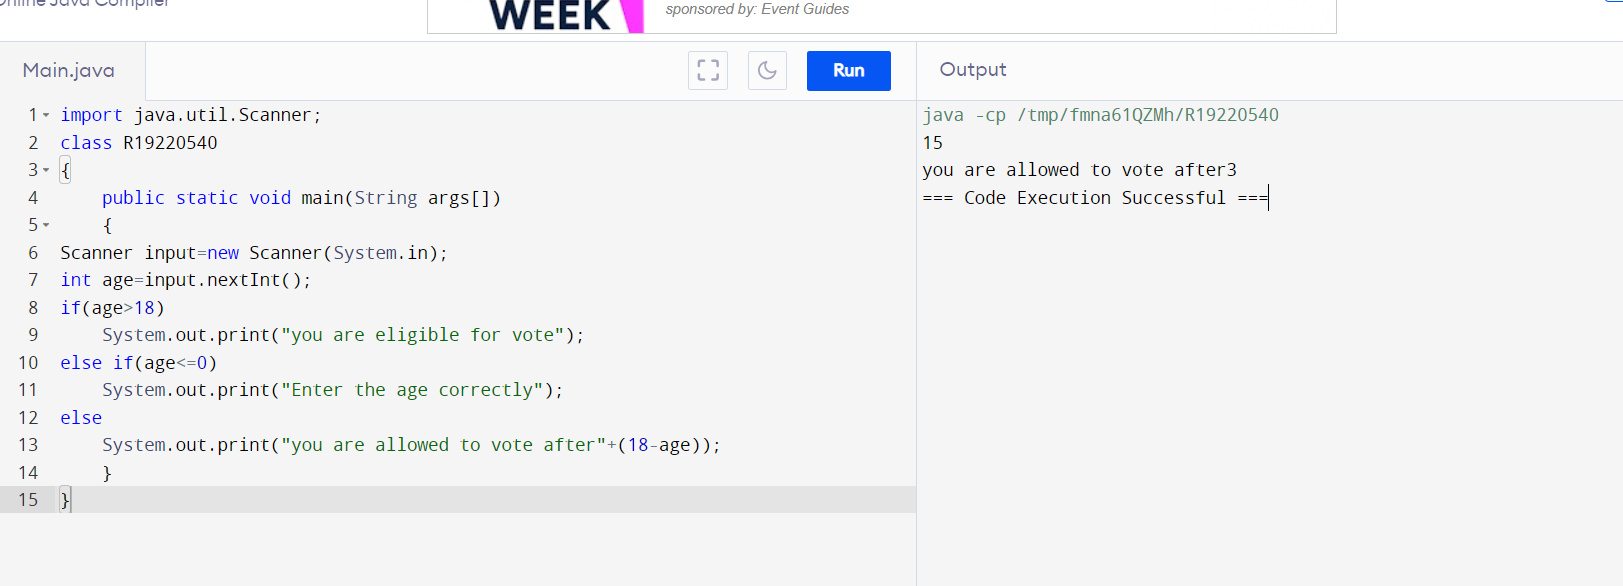 Online Java Compiler
WEEK
sponsored by: Event Guides
Main.java
Run
Output
1 import java.util.Scanner;
2 class R19220540
3 {
4     public static void main(String args[])
5     {
6 Scanner input=new Scanner(System.in);
7 int age=input.nextInt();
8 if(age>18)
9     System.out.print("you are eligible for vote");
10 else if(age<=0)
11     System.out.print("Enter the age correctly");
12 else
13     System.out.print("you are allowed to vote after"+(18-age));
14     }
15 }
java -cp /tmp/fmna61QZMh/R19220540
15
you are allowed to vote after3
=== Code Execution Successful ===